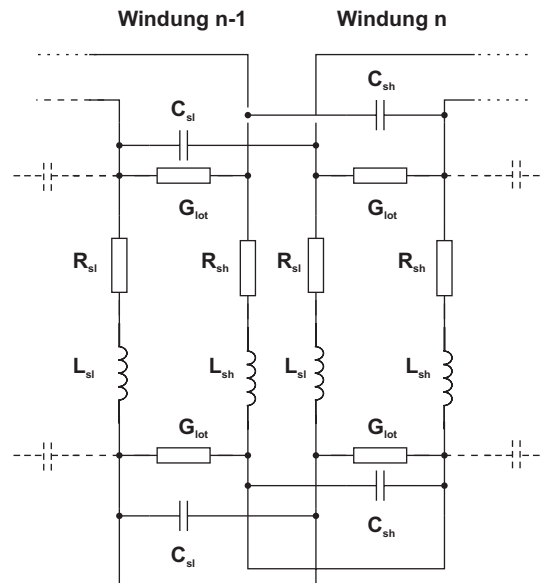 Windung n-1 Windung n
C_sh
C_sl
G_lot G_lot
R_sl R_sh R_sl R_sh
L_sl L_sh L_sl L_sh
G_lot G_lot
C_sl C_sh